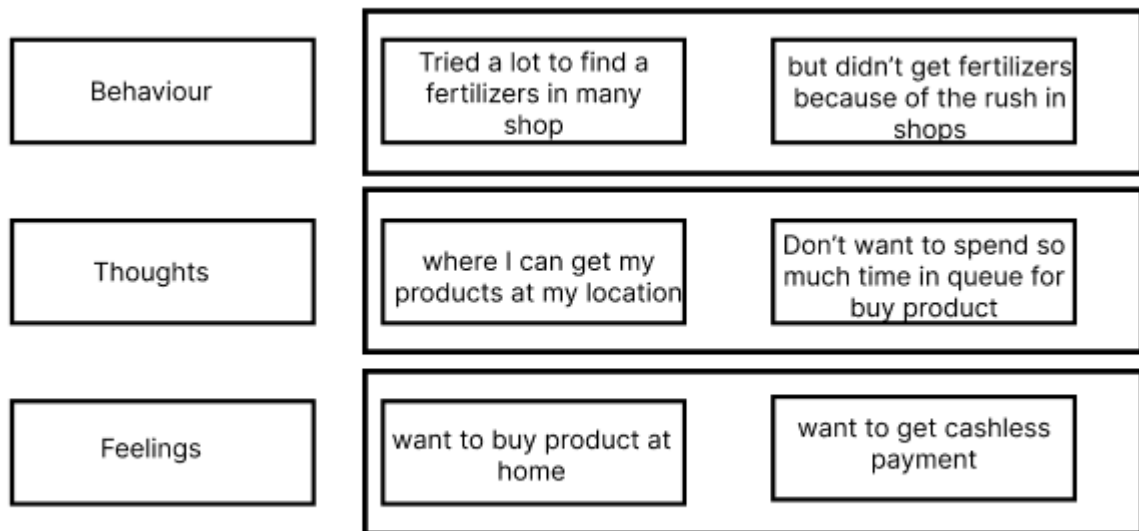 Behaviour
Tried a lot to find a
fertilizers in many
shop
but didn't get fertilizers
because of the rush in
shops
Thoughts
where I can get my
products at my location
Don't want to spend so
much time in queue for
buy product
Feelings
want to buy product at
home
want to get cashless
payment